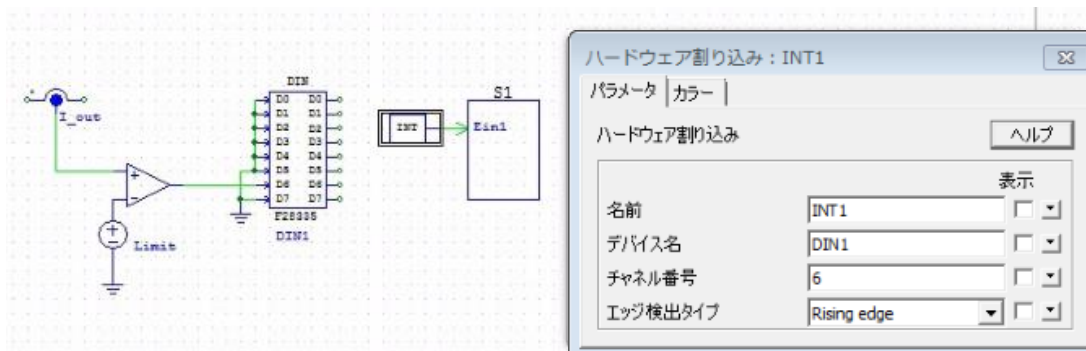 I_out
Limit
DIN
D0 D0
D1 D1
D2 D2
D3 D3
D4 D4
D5 D5
D6 D6
D7 D7
F28335
DIN1
INT
S1
Ein1
ハードウェア割り込み : INT1
パラメータ カラー
ハードウェア割り込み ヘルプ
表示
名前 INT1
デバイス名 DIN1
チャネル番号 6
エッジ検出タイプ Rising edge